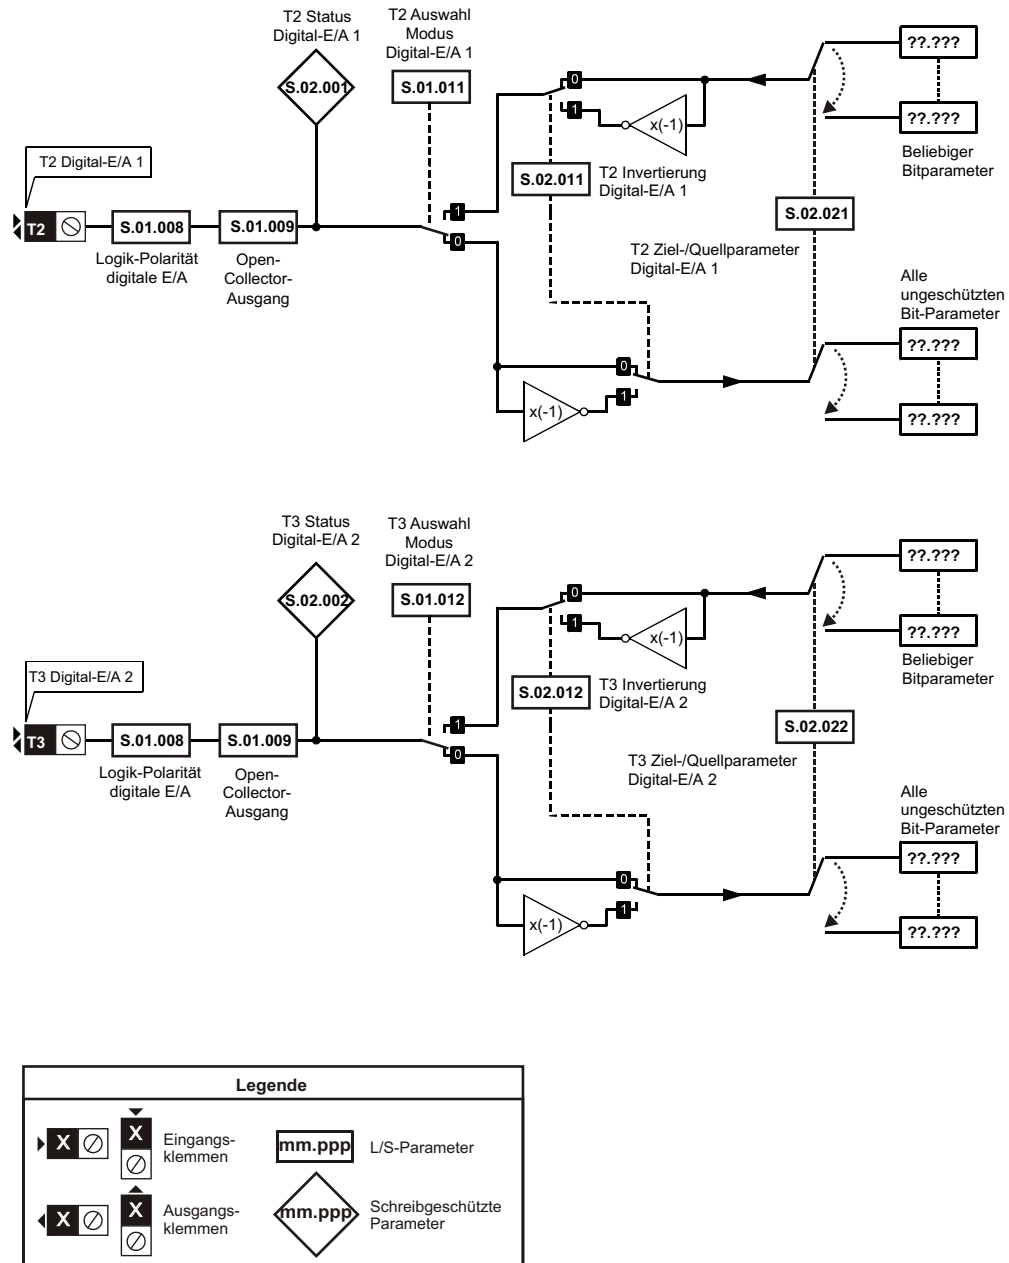 T2 Status
Digital-E/A 1
T2 Auswahl
Modus
Digital-E/A 1
S.02.001
S.01.011
0
1
x(-1)
??.???
??.???
Beliebiger
Bitparameter
T2 Digital-E/A 1
S.02.011
T2 Invertierung
Digital-E/A 1
T2
S.01.008
S.01.009
1
0
S.02.021
Logik-Polarität
digitale E/A
Open-
Collector-
Ausgang
T2 Ziel-/Quellparameter
Digital-E/A 1
Alle
ungeschützten
Bit-Parameter
??.???
??.???
0
1
x(-1)
T3 Status
Digital-E/A 2
T3 Auswahl
Modus
Digital-E/A 2
S.02.002
S.01.012
0
1
x(-1)
??.???
??.???
Beliebiger
Bitparameter
T3 Digital-E/A 2
S.02.012
T3 Invertierung
Digital-E/A 2
T3
S.01.008
S.01.009
1
0
S.02.022
Logik-Polarität
digitale E/A
Open-
Collector-
Ausgang
T3 Ziel-/Quellparameter
Digital-E/A 2
Alle
ungeschützten
Bit-Parameter
??.???
??.???
0
1
x(-1)
Legende
X
X
Eingangs-
klemmen
mm.ppp
L/S-Parameter
X
X
Ausgangs-
klemmen
mm.ppp
Schreibgeschützte
Parameter